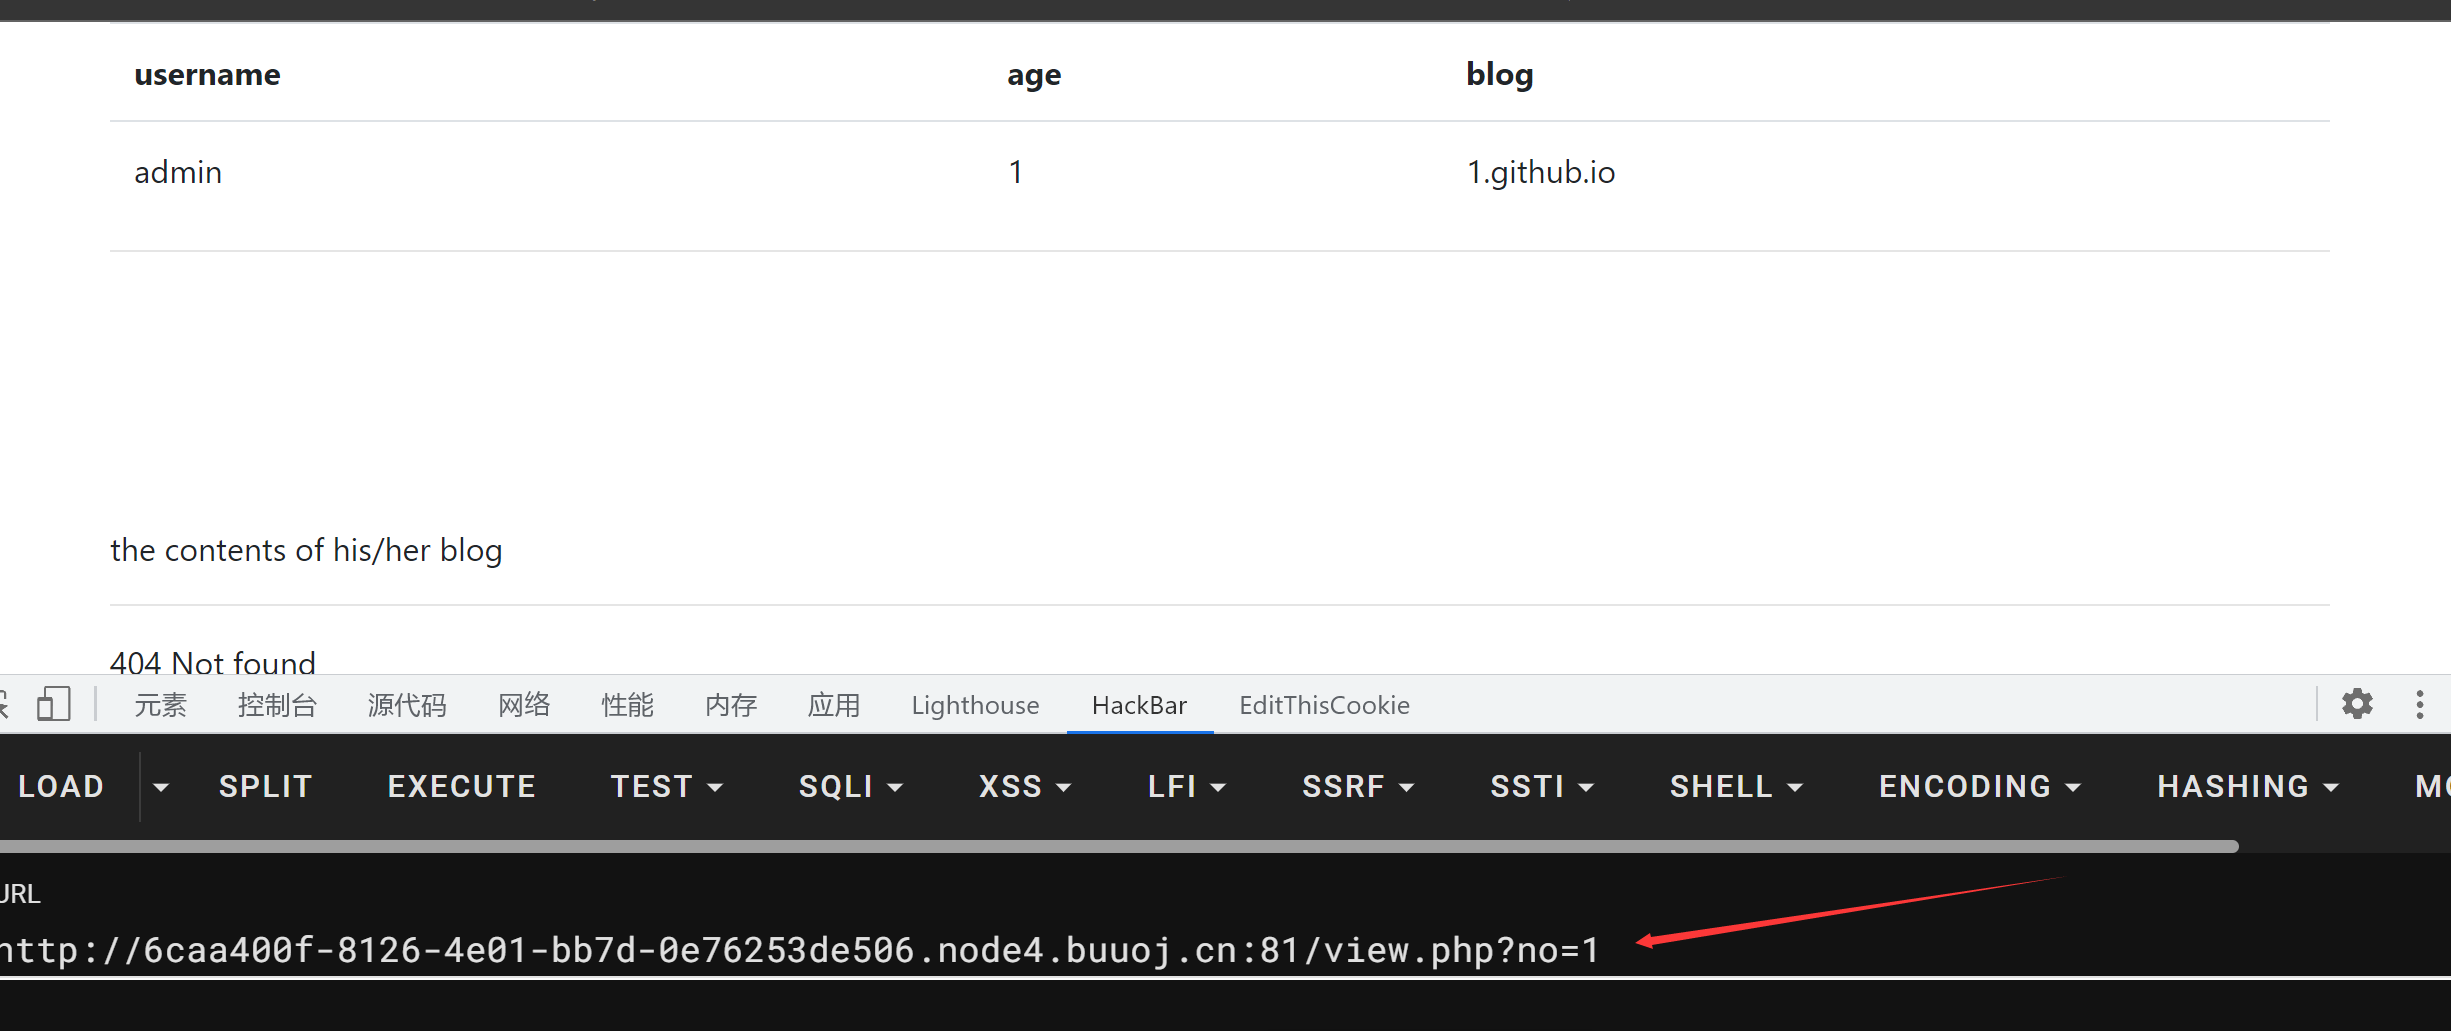 username age blog
admin 1 1.github.io
the contents of his/her blog
404 Not found
元素 控制台 源代码 网络 性能 内存 应用 Lighthouse HackBar EditThisCookie
LOAD SPLIT EXECUTE TEST SQLI XSS LFI SSRF SSTI SHELL ENCODING HASHING
URL
http://6caa400f-8126-4e01-bb7d-0e76253de506.node4.buuoj.cn:81/view.php?no=1